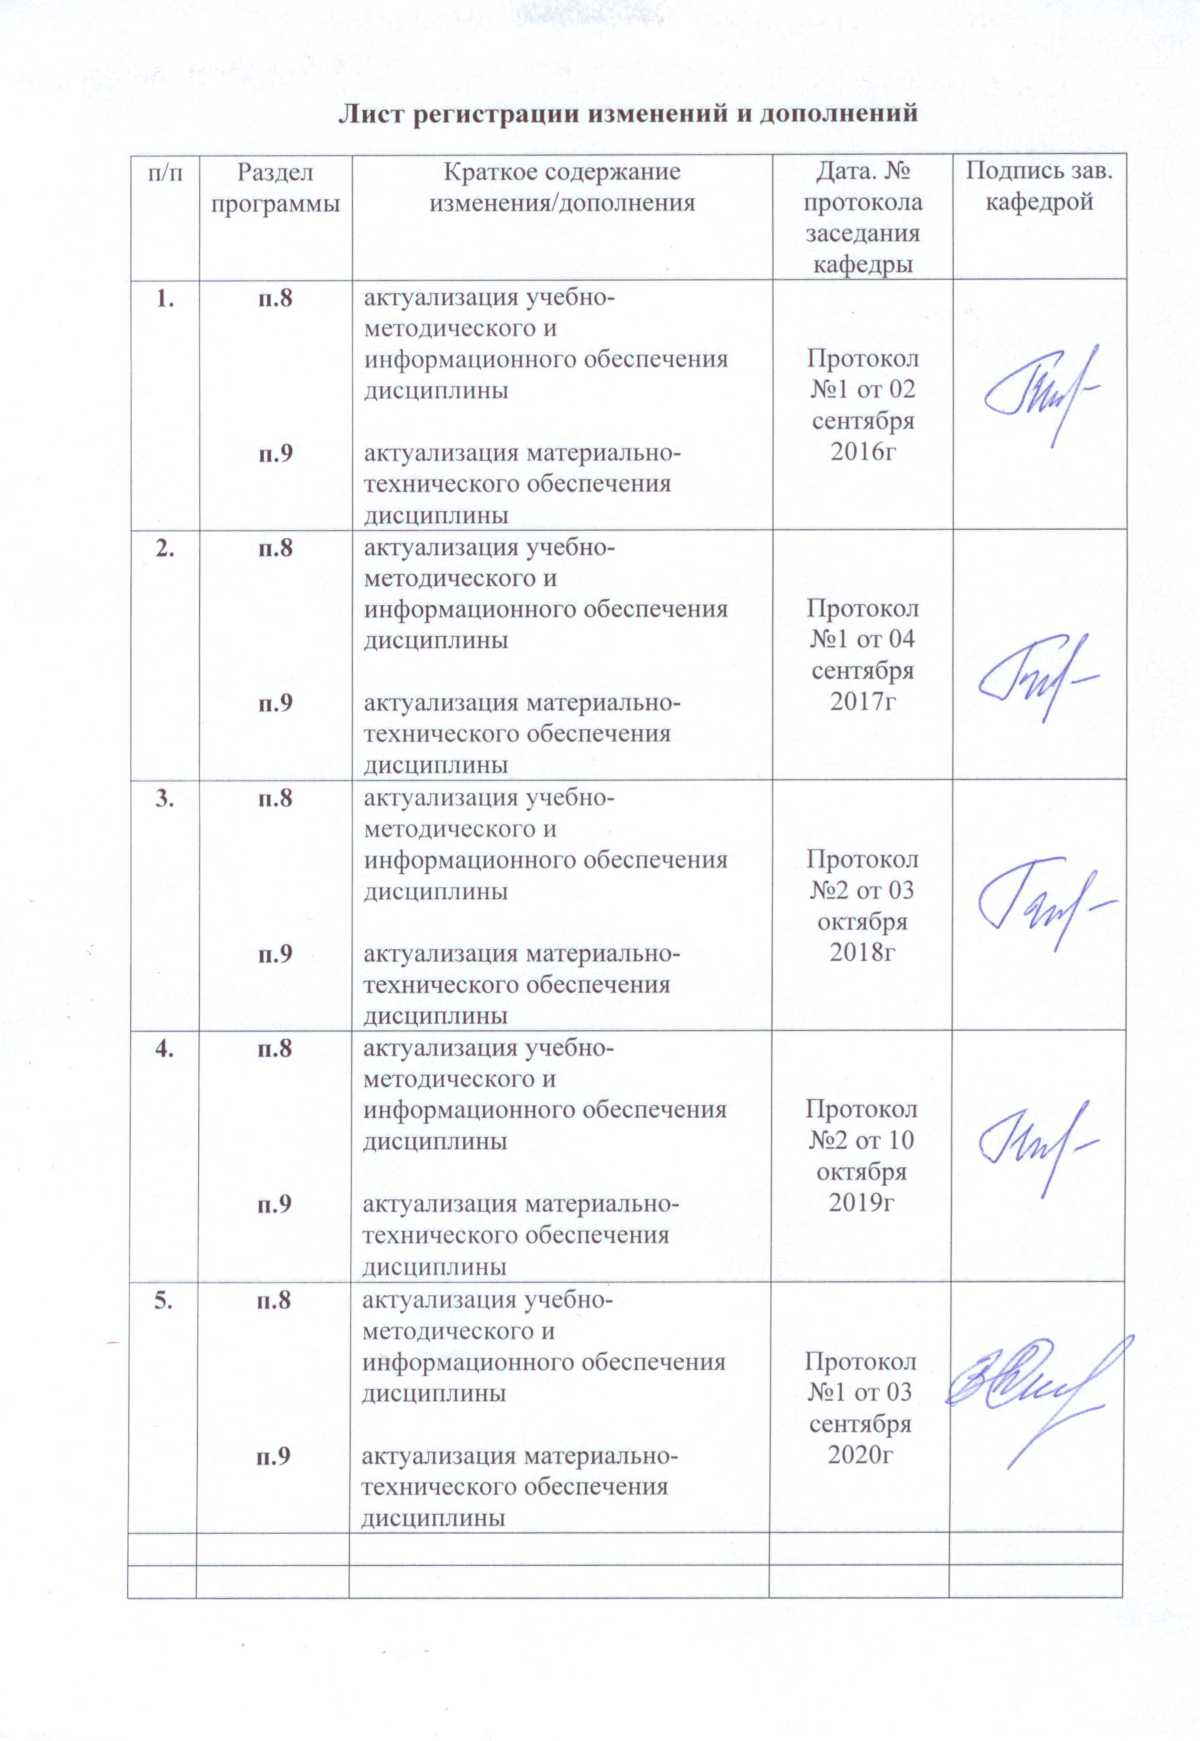 Лист регистрации изменений и дополнений
п/п
Раздел
программы
Краткое содержание
изменения/дополнения
Дата. №
протокола
заседания
кафедры
Подпись зав.
кафедрой
1.
п.8
актуализация учебно-
методического и
информационного обеспечения
дисциплины
п.9
актуализация материально-
технического обеспечения
дисциплины
Протокол
№1 от 02
сентября
2016г
2.
п.8
актуализация учебно-
методического и
информационного обеспечения
дисциплины
п.9
актуализация материально-
технического обеспечения
дисциплины
Протокол
№1 от 04
сентября
2017г
3.
п.8
актуализация учебно-
методического и
информационного обеспечения
дисциплины
п.9
актуализация материально-
технического обеспечения
дисциплины
Протокол
№2 от 03
октября
2018г
4.
п.8
актуализация учебно-
методического и
информационного обеспечения
дисциплины
п.9
актуализация материально-
технического обеспечения
дисциплины
Протокол
№2 от 10
октября
2019г
5.
п.8
актуализация учебно-
методического и
информационного обеспечения
дисциплины
п.9
актуализация материально-
технического обеспечения
дисциплины
Протокол
№1 от 03
сентября
2020г